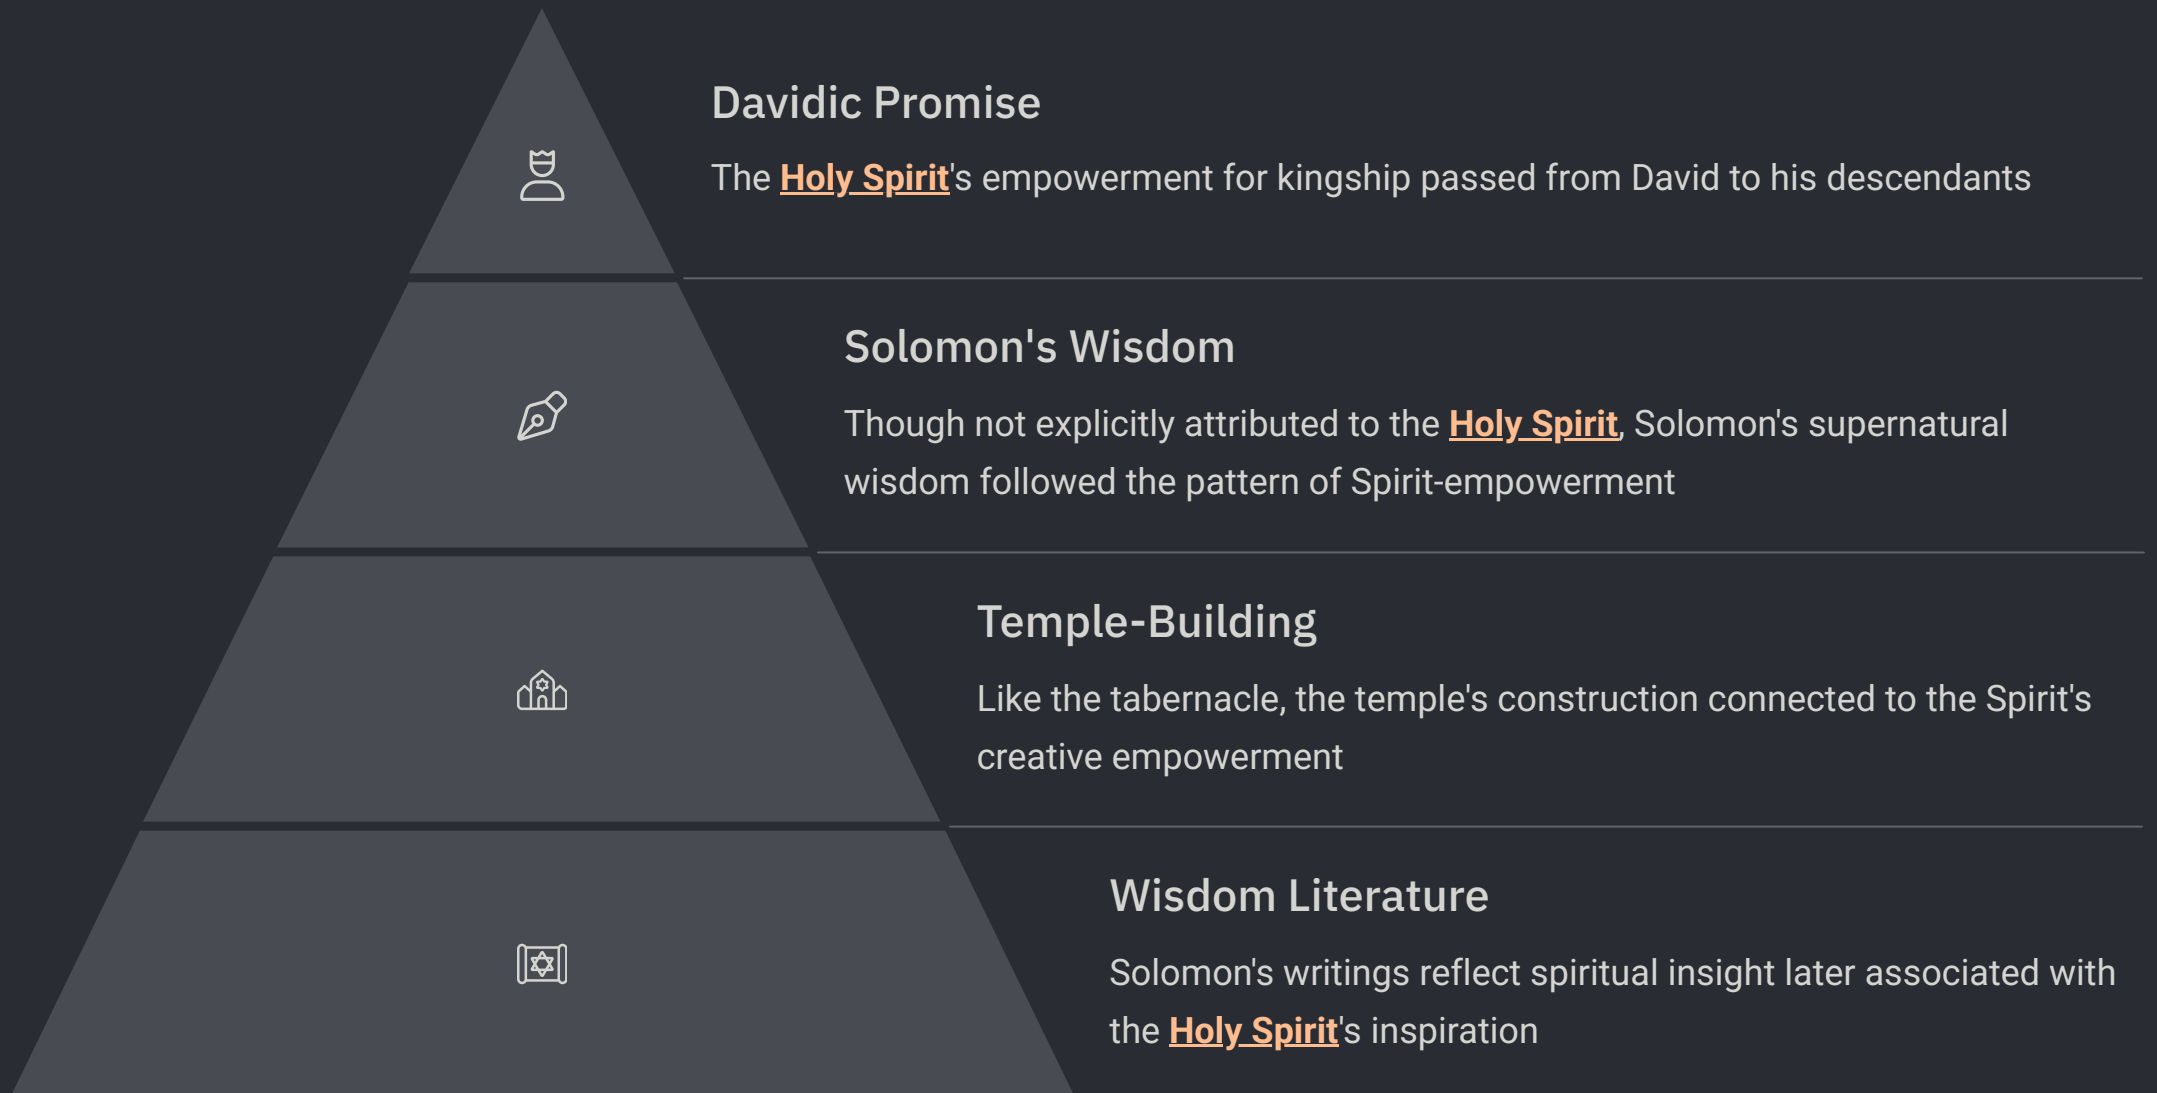 Davidic Promise
The Holy Spirit's empowerment for kingship passed from David to his descendants
Solomon's Wisdom
Though not explicitly attributed to the Holy Spirit, Solomon's supernatural
wisdom followed the pattern of Spirit-empowerment
Temple-Building
Like the tabernacle, the temple's construction connected to the Spirit's
creative empowerment
Wisdom Literature
Solomon's writings reflect spiritual insight later associated with
the Holy Spirit's inspiration